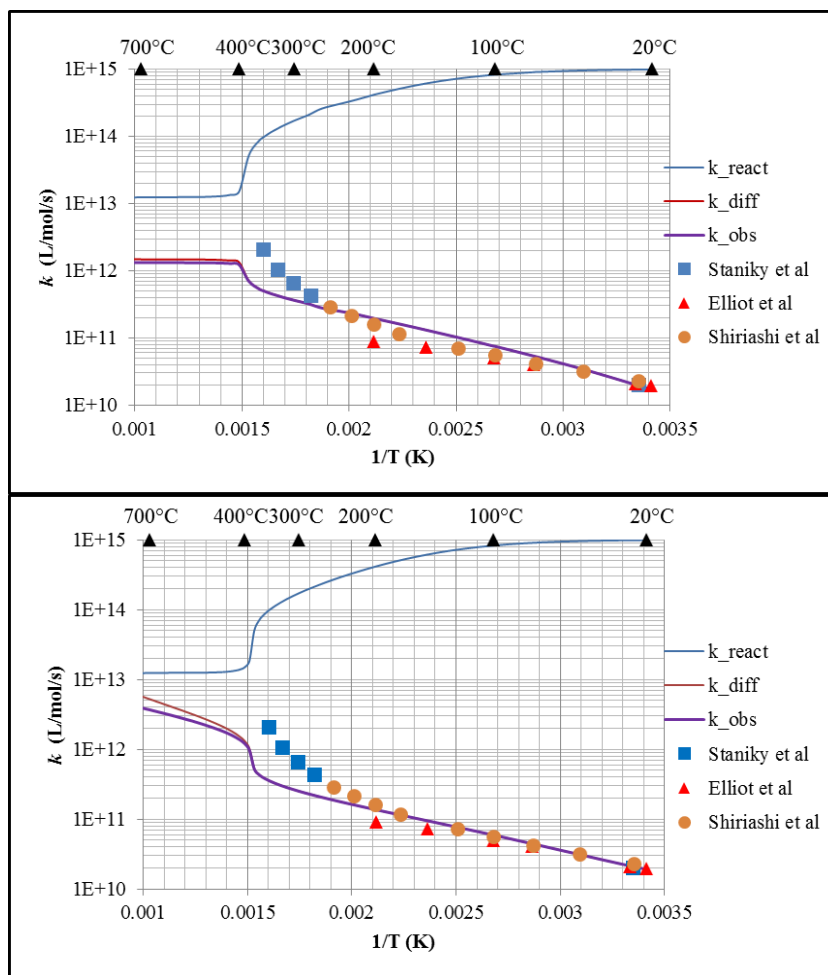 700°C 400°C 300°C 200°C 100°C 20°C
1E+15
1E+14
1E+13
1E+12
1E+11
1E+10
k (L/mol/s)
0.001 0.0015 0.002 0.0025 0.003 0.0035
1/T (K)
k_react
k_diff
k_obs
Staniky et al
Elliot et al
Shiriashi et al
700°C 400°C 300°C 200°C 100°C 20°C
1E+15
1E+14
1E+13
1E+12
1E+11
1E+10
k (L/mol/s)
0.001 0.0015 0.002 0.0025 0.003 0.0035
1/T (K)
k_react
k_diff
k_obs
Staniky et al
Elliot et al
Shiriashi et al